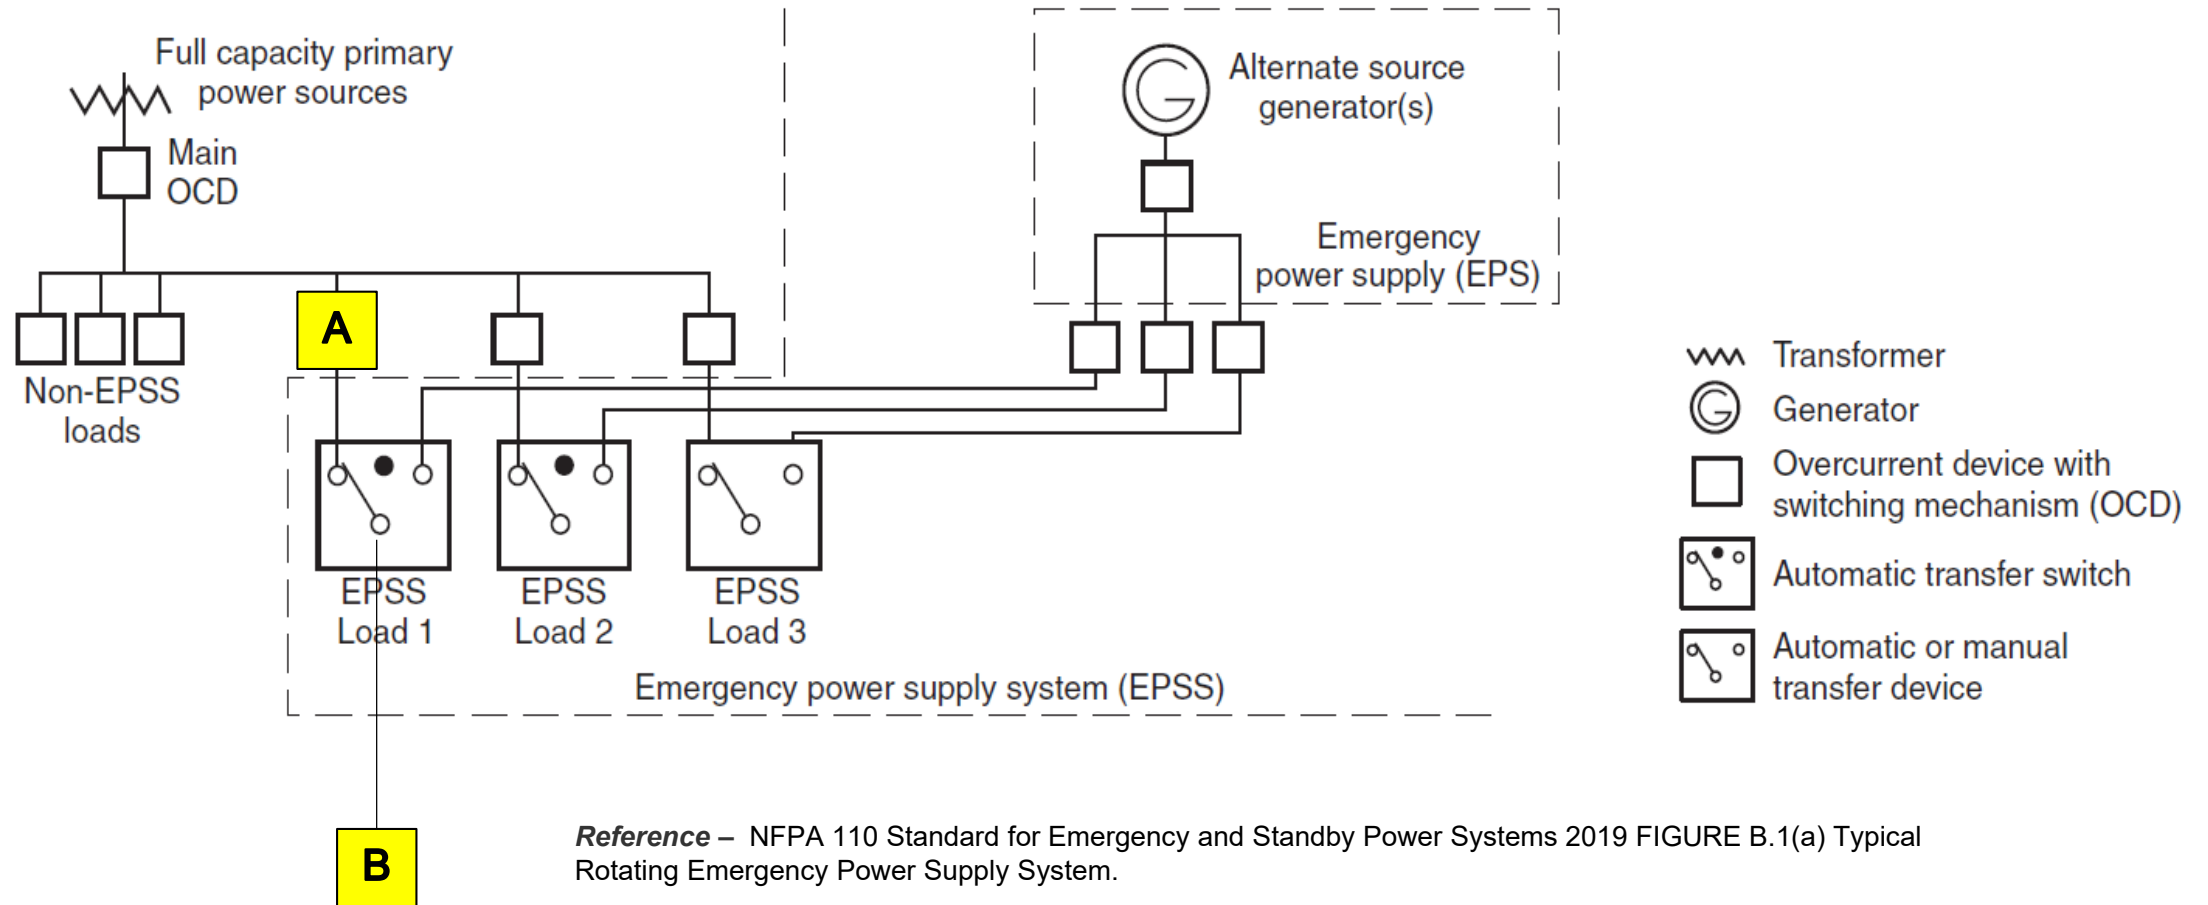 Full capacity primary
power sources
Main
OCD
A
Non-EPSS
loads
EPSS
Load 1
EPSS
Load 2
EPSS
Load 3
Emergency power supply system (EPSS)
B
G
Alternate source
generator(s)
Emergency
power supply (EPS)
Transformer
G
Generator
Overcurrent device with
switching mechanism (OCD)
Automatic transfer switch
Automatic or manual
transfer device
Reference – NFPA 110 Standard for Emergency and Standby Power Systems 2019 FIGURE B.1(a) Typical
Rotating Emergency Power Supply System.